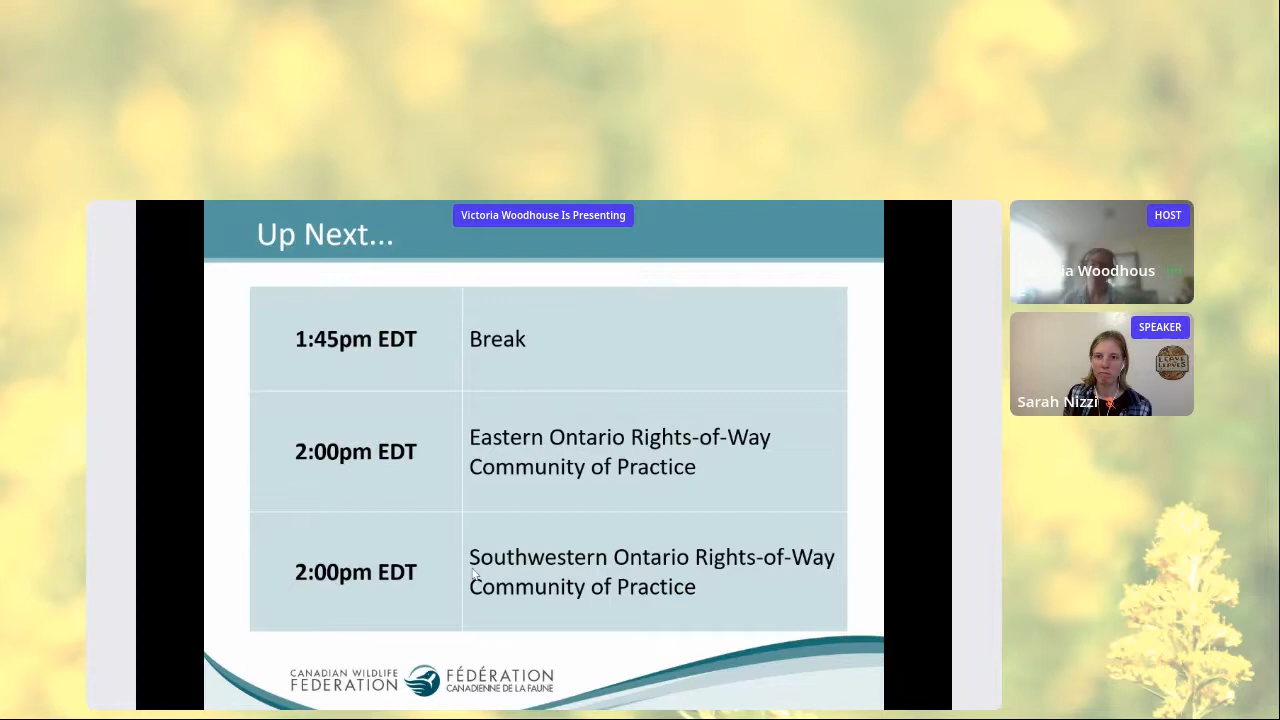 Victoria Woodhouse Is Presenting
Up Next...
1:45pm EDT
Break
2:00pm EDT
Eastern Ontario Rights-of-Way
Community of Practice
2:00pm EDT
Southwestern Ontario Rights-of-Way
Community of Practice
CANADIAN WILDLIFE
FEDERATION
FÉDÉRATION
CANADIENNE DE LA FAUNE
HOST
Woodhous
SPEAKER
LEAVE
LEAVES
Sarah Nizzi